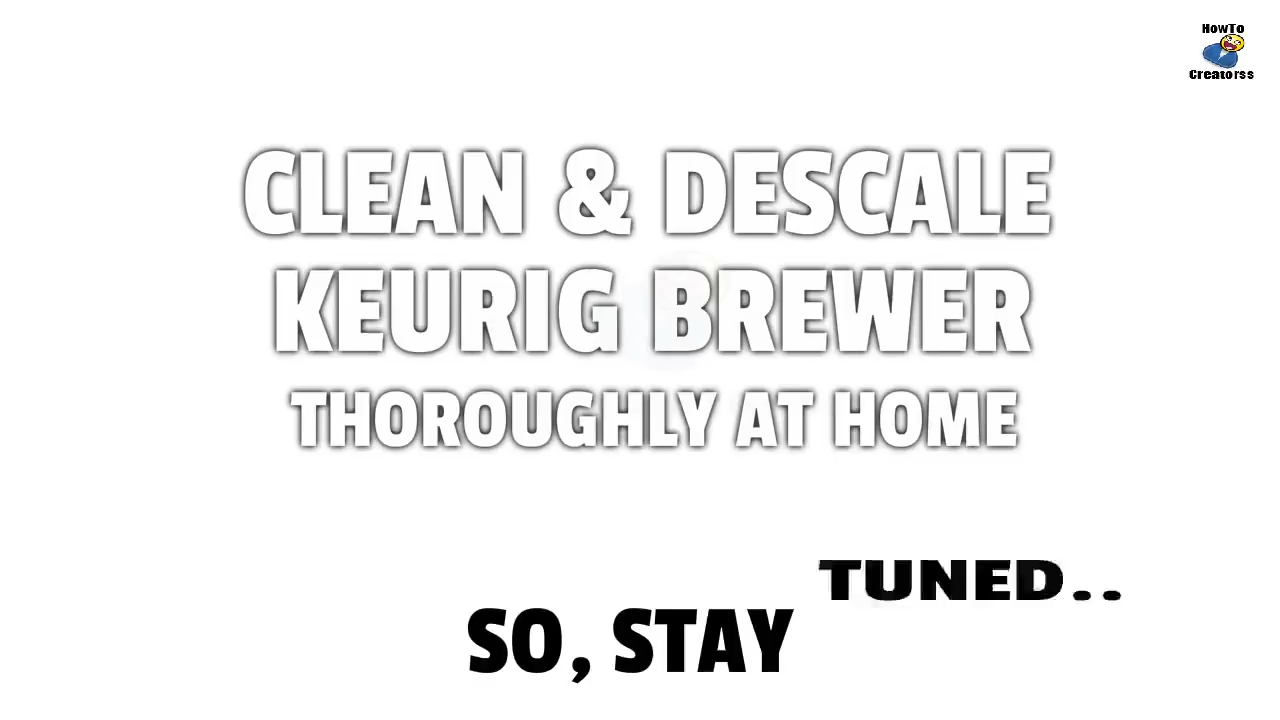 HowTo
Creatorss
CLEAN & DESCALE
KEURIG BREWER
THOROUGHLY AT HOME
TUNED..
SO, STAY